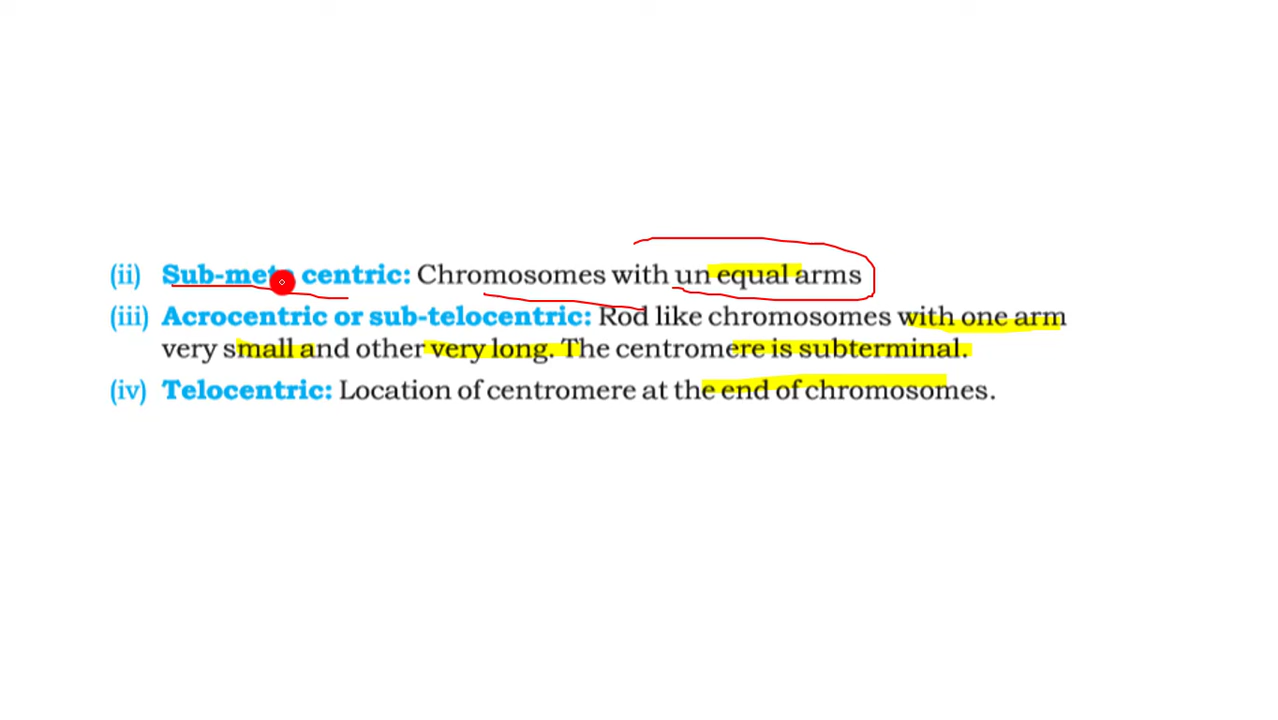 (ii) Sub-meta centric: Chromosomes with un equal arms
(iii) Acrocentric or sub-telocentric: Rod like chromosomes with one arm
very small and other very long. The centromere is subterminal.
(iv) Telocentric: Location of centromere at the end of chromosomes.